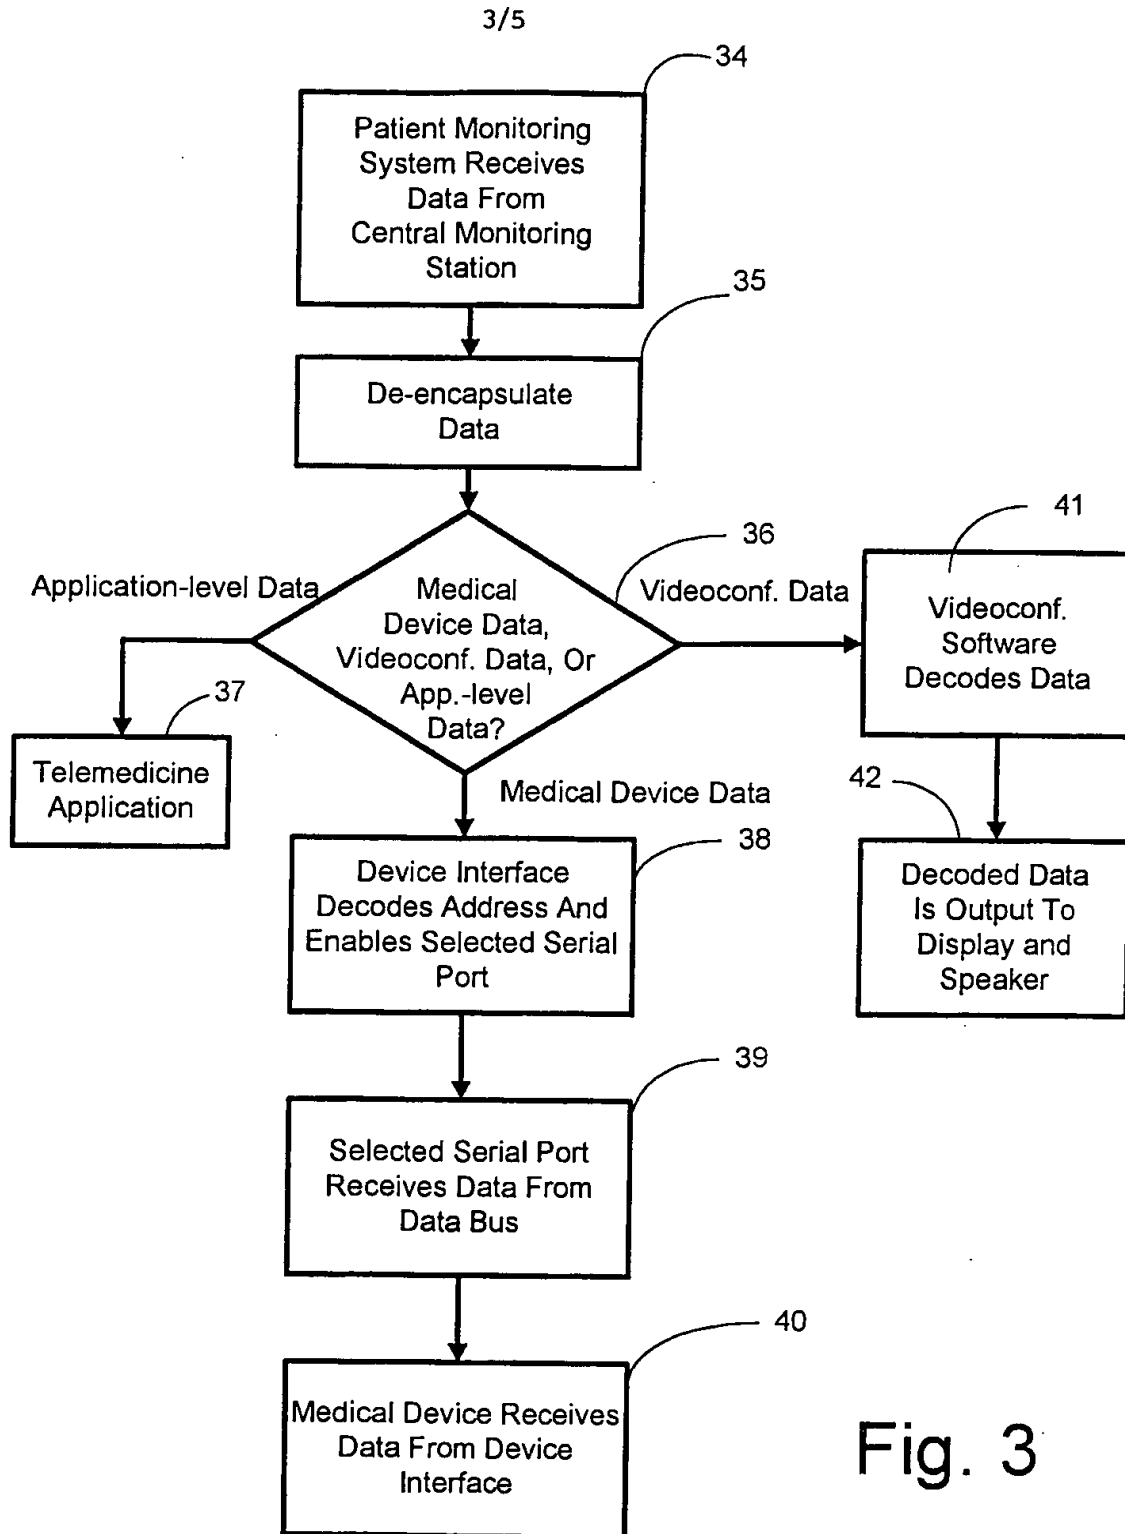 3/5
34
Patient Monitoring
System Receives
Data From
Central Monitoring
Station
35
De-encapsulate
Data
36
Application-level Data
Medical
Device Data,
Videoconf. Data, Or
App.-level
Data?
Videoconf. Data
41
Videoconf.
Software
Decodes Data
37
Telemedicine
Application
Medical Device Data
42
Decoded Data
Is Output To
Display and
Speaker
38
Device Interface
Decodes Address And
Enables Selected Serial
Port
39
Selected Serial Port
Receives Data From
Data Bus
40
Medical Device Receives
Data From Device
Interface
Fig. 3